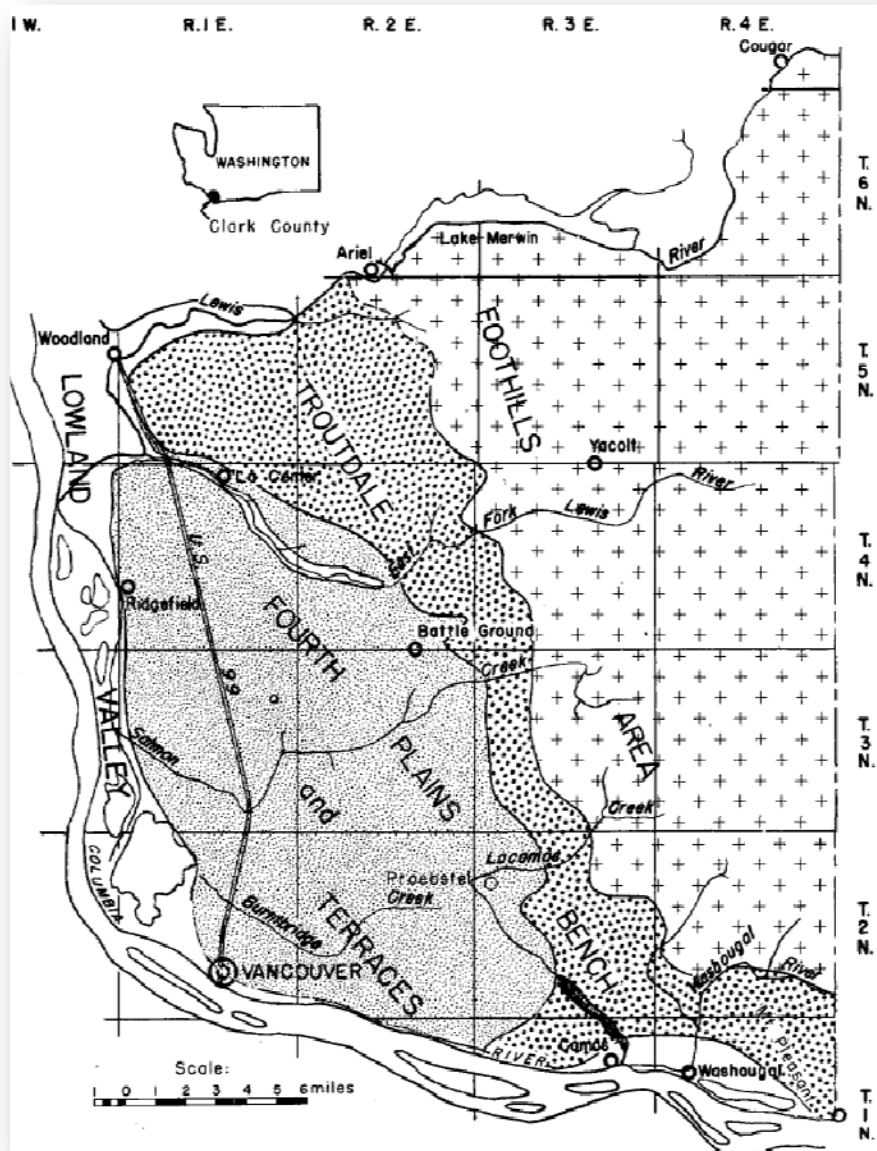 1 W.
R. 1 E.
R. 2 E.
R. 3 E.
R. 4 E.
Cougar
WASHINGTON
Clark County
T.
6
N.
Ariel
Lake Merwin
River
Lewis
Woodland
FOOTHILLS
AREA
T.
5
N.
LOWLAND
VALLEY
TROUTDALE
BENCH
Yacolt
La Center
River
Lewis
Fork
East
U.S.
99
T.
4
N.
Ridgefield
FOURTH
PLAINS
and
TERRACES
Battle Ground
Creek
Salmon
T.
3
N.
Creek
Lacamas
COLUMBIA
Proebstel
Creek
Burntbridge
T.
2
N.
Washougal
River
VANCOUVER
Mt. Pleasant
RIVER
Camas
Washougal
Scale:
1 0 1 2 3 4 5 6 miles
T.
1
N.